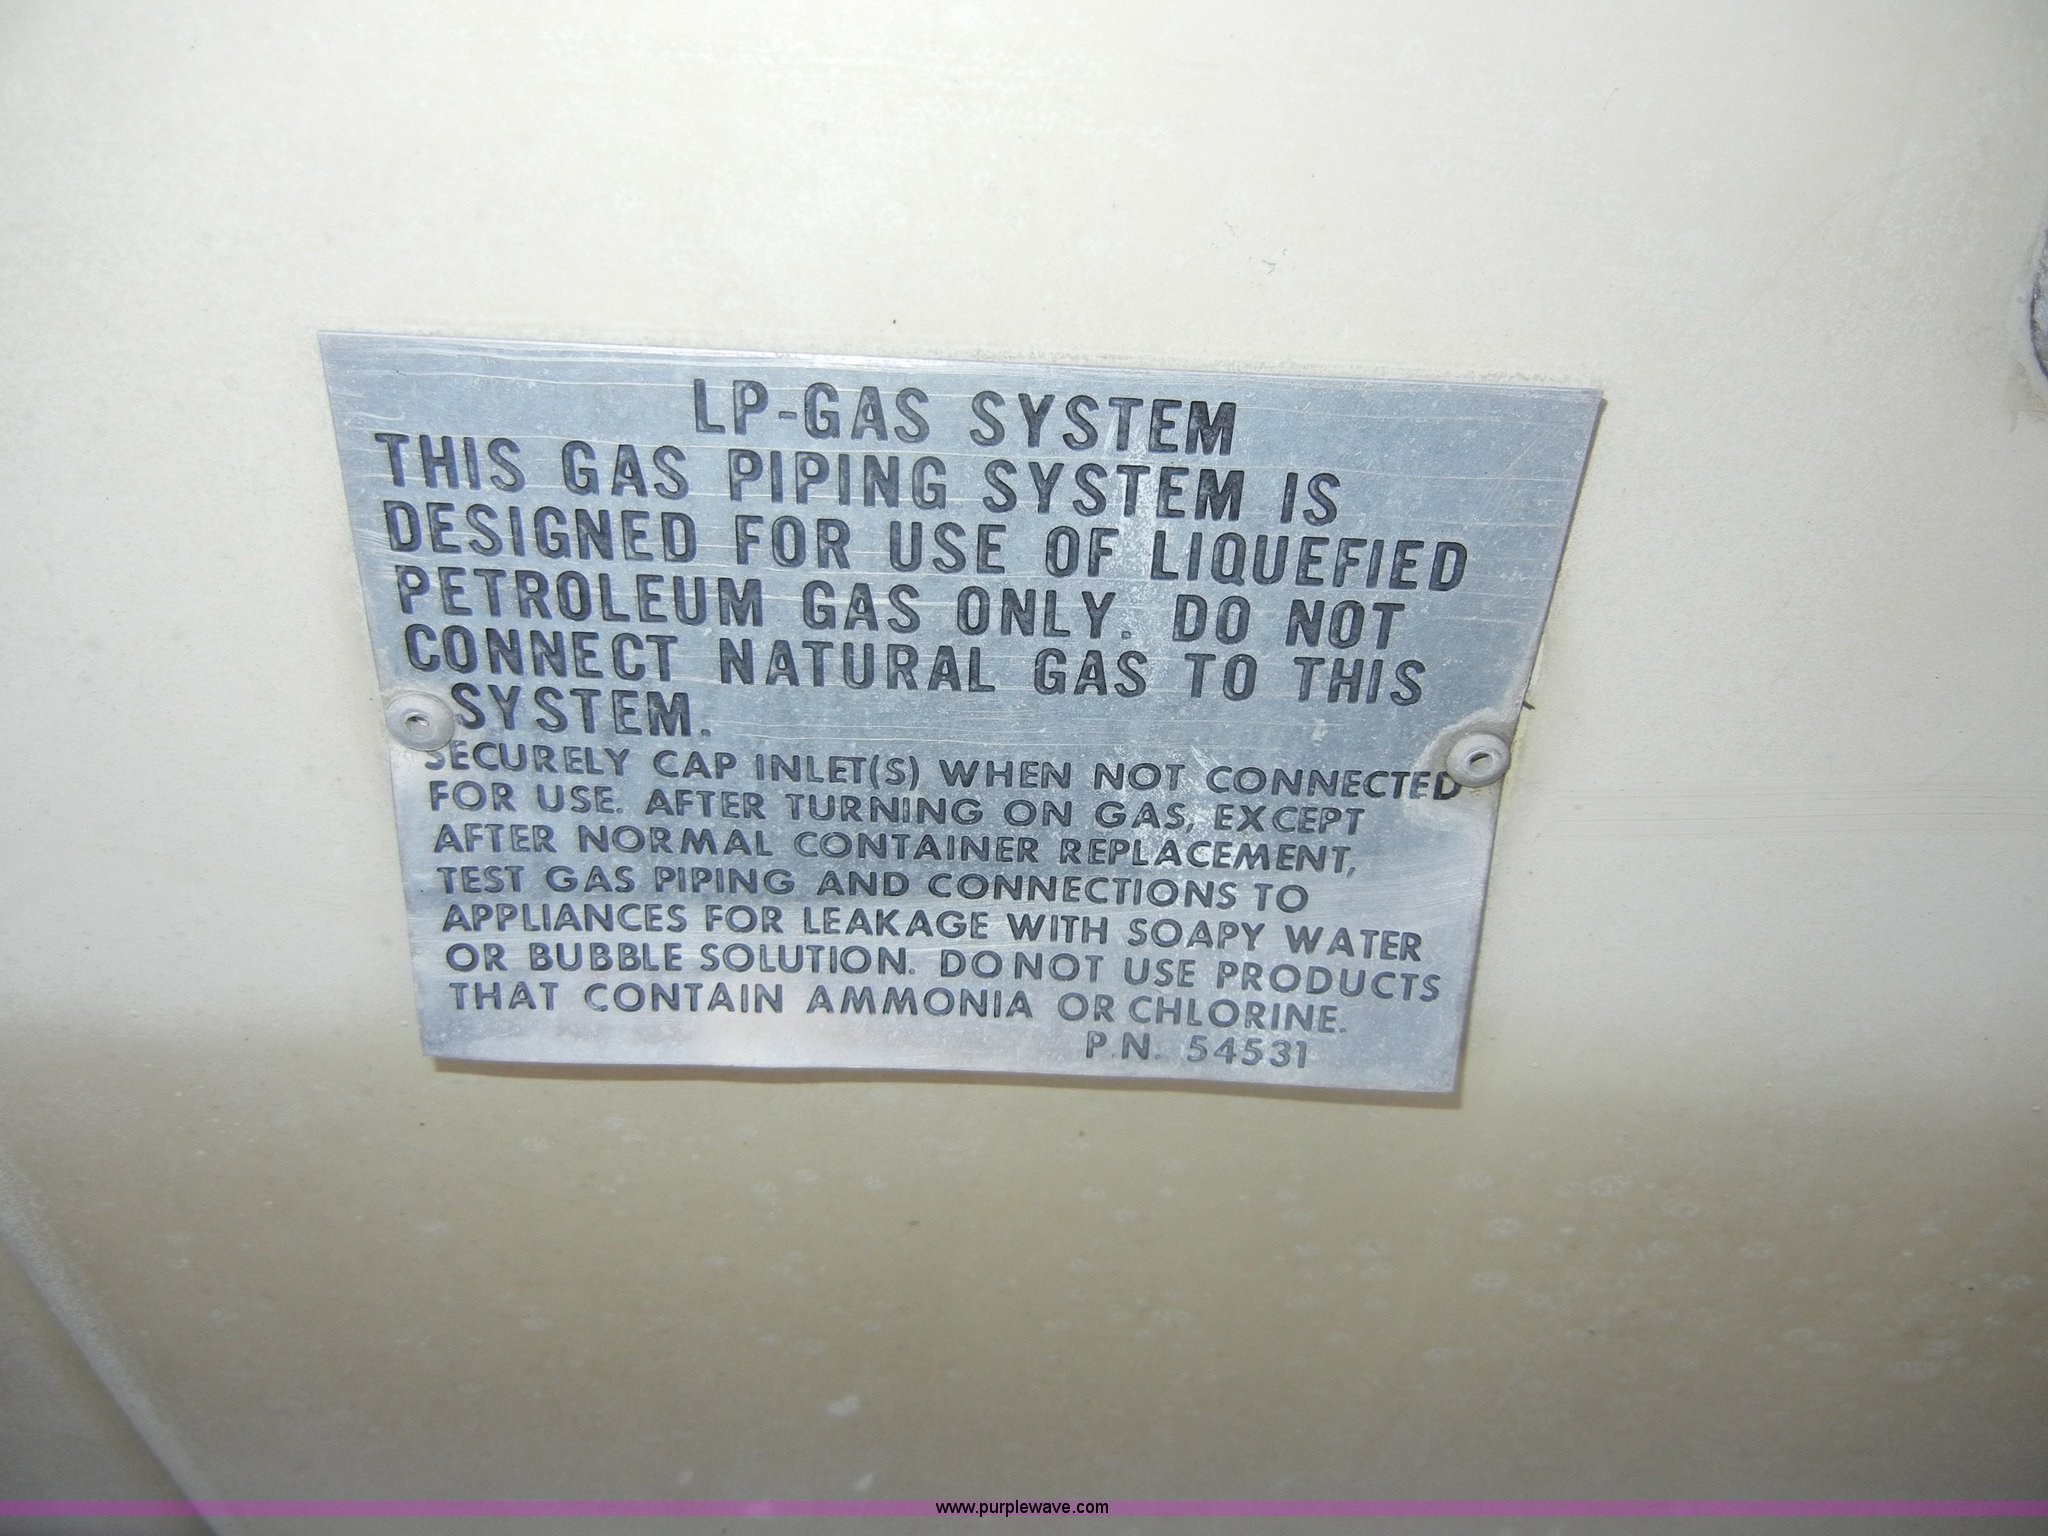 LP-GAS SYSTEM
THIS GAS PIPING SYSTEM IS
DESIGNED FOR USE OF LIQUEFIED
PETROLEUM GAS ONLY. DO NOT
CONNECT NATURAL GAS TO THIS
SYSTEM.
SECURELY CAP INLET(S) WHEN NOT CONNECTED
FOR USE. AFTER TURNING ON GAS, EXCEPT
AFTER NORMAL CONTAINER REPLACEMENT,
TEST GAS PIPING AND CONNECTIONS TO
APPLIANCES FOR LEAKAGE WITH SOAPY WATER
OR BUBBLE SOLUTION. DO NOT USE PRODUCTS
THAT CONTAIN AMMONIA OR CHLORINE.
P.N. 54531
www.purplewave.com